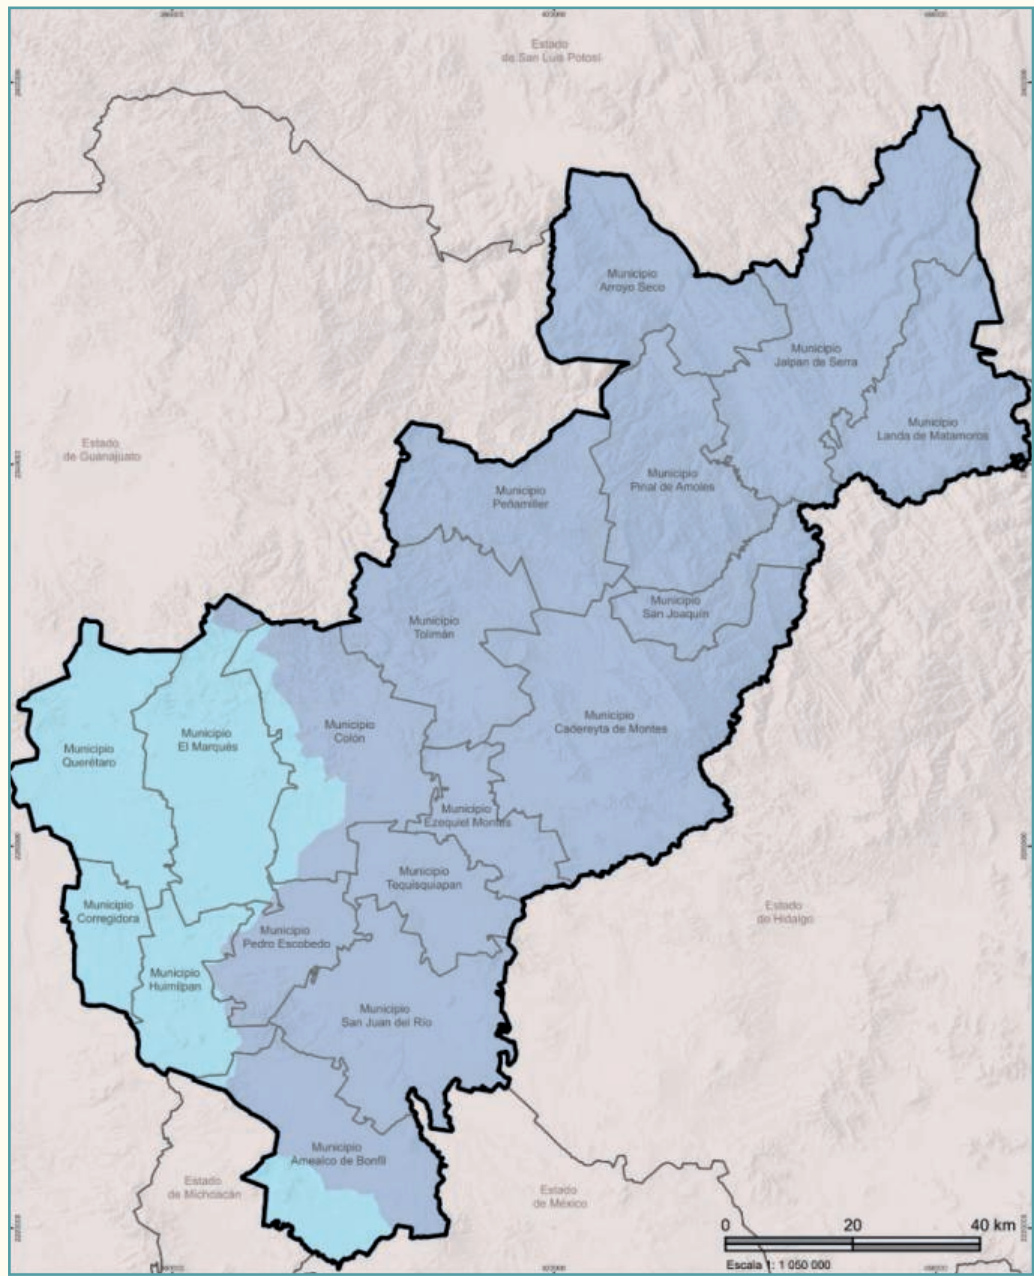 Estado
de San Luis Potosí
Municipio
Arroyo Seco
Municipio
Jalpan de Serra
Municipio
Landa de Matamoros
Estado
de Guanajuato
Municipio
Pinal de Amoles
Municipio
Peñamiller
Municipio
San Joaquín
Municipio
Tolimán
Municipio
Cadereyta de Montes
Municipio
Colón
Municipio
El Marqués
Municipio
Querétaro
Municipio
Ezequiel Montes
Municipio
Tequisquiapan
Municipio
Corregidora
Estado
de Hidalgo
Municipio
Pedro Escobedo
Municipio
Huimilpan
Municipio
San Juan del Río
Municipio
Amealco de Bonfil
Estado
de Michoacán
Estado
de México
0 20 40 km
Escala 1: 1 050 000